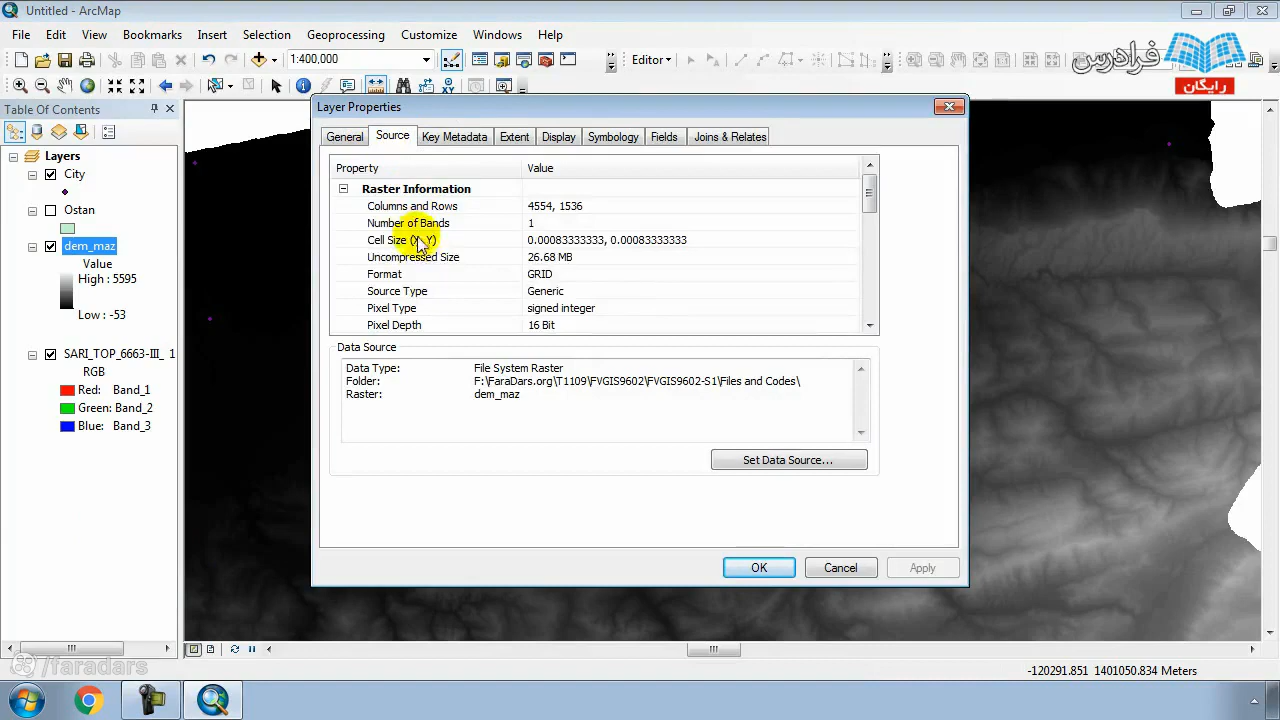 Untitled - ArcMap
File Edit View Bookmarks Insert Selection Geoprocessing Customize Windows Help
1:400,000
Editor
فرادرس
رایگان
Table Of Contents
Layers
City
Ostan
dem_maz
Value
High : 5595
Low : -53
SARI_TOP_6663-III_ 1
RGB
Red: Band_1
Green: Band_2
Blue: Band_3
Layer Properties
General Source Key Metadata Extent Display Symbology Fields Joins & Relates
Property Value
Raster Information
Columns and Rows 4554, 1536
Number of Bands 1
Cell Size (X, Y) 0.00083333333, 0.00083333333
Uncompressed Size 26.68 MB
Format GRID
Source Type Generic
Pixel Type signed integer
Pixel Depth 16 Bit
Data Source
Data Type: File System Raster
Folder: F:\FaraDars.org\T1109\FVGIS9602\FVGIS9602-S1\Files and Codes\
Raster: dem_maz
Set Data Source...
OK Cancel Apply
/faradars
-120291.851 1401050.834 Meters